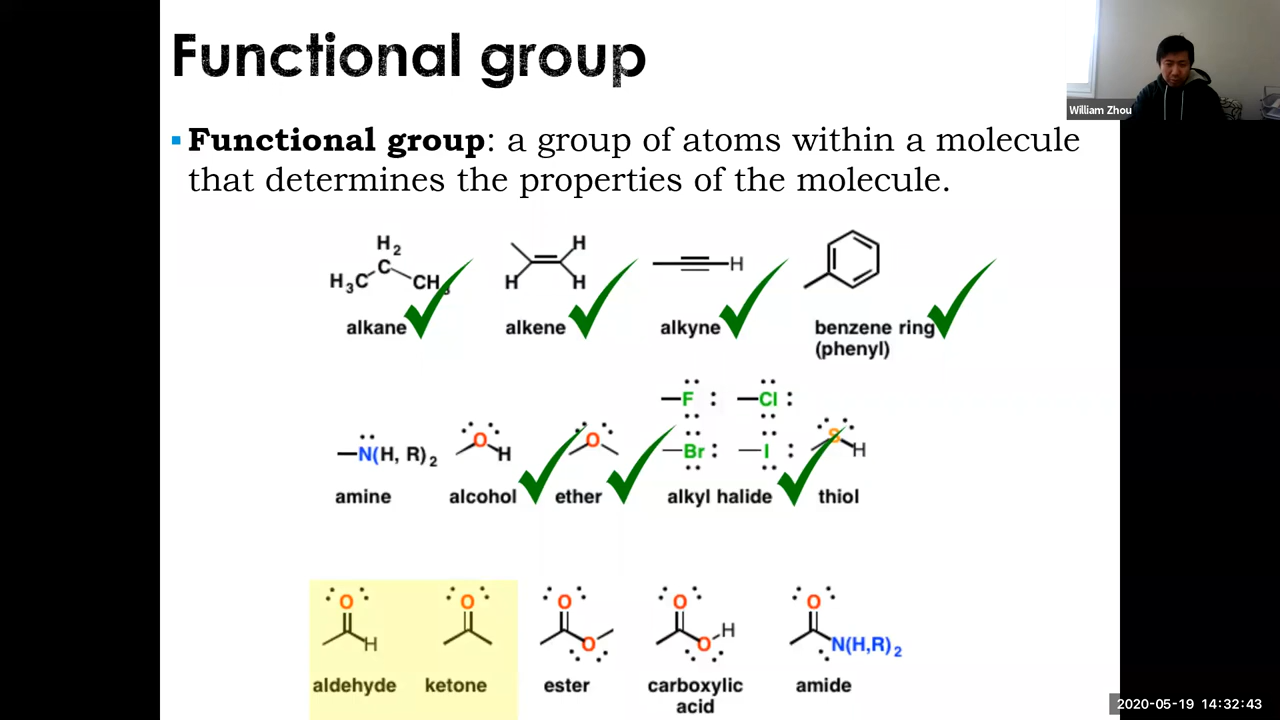 Functional group
William Zhou
▪ Functional group: a group of atoms within a molecule
that determines the properties of the molecule.
H2
C
H3C CH
H H H
H
alkane alkene alkyne benzene ring
(phenyl)
F Cl
N(H, R)2 O H O Br I S H
amine alcohol ether alkyl halide thiol
O O O O O
H O O H N(H,R)2
aldehyde ketone ester carboxylic amide
acid
2020-05-19 14:32:43